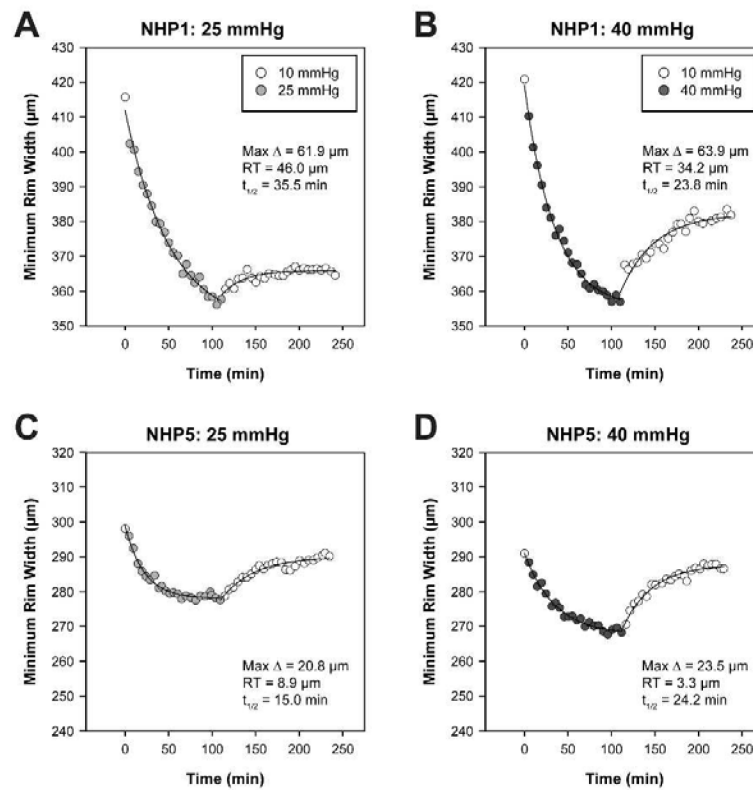 A
NHP1: 25 mmHg
430
420
410
400
390
380
370
360
350
Minimum Rim Width (µm)
10 mmHg
25 mmHg
Max Δ = 61.9 µm
RT = 46.0 µm
t1/2 = 35.5 min
0 50 100 150 200 250
Time (min)
B
NHP1: 40 mmHg
430
420
410
400
390
380
370
360
350
Minimum Rim Width (µm)
10 mmHg
40 mmHg
Max Δ = 63.9 µm
RT = 34.2 µm
t1/2 = 23.8 min
0 50 100 150 200 250
Time (min)
C
NHP5: 25 mmHg
320
310
300
290
280
270
260
250
240
Minimum Rim Width (µm)
Max Δ = 20.8 µm
RT = 8.9 µm
t1/2 = 15.0 min
0 50 100 150 200 250
Time (min)
D
NHP5: 40 mmHg
320
310
300
290
280
270
260
250
240
Minimum Rim Width (µm)
Max Δ = 23.5 µm
RT = 3.3 µm
t1/2 = 24.2 min
0 50 100 150 200 250
Time (min)